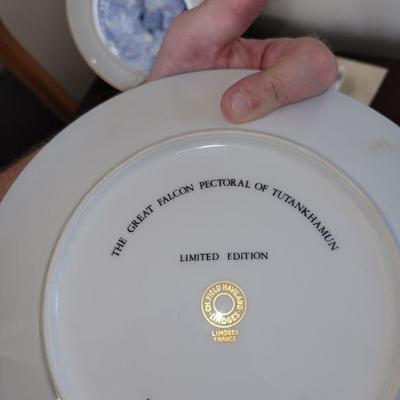 THE GREAT FALCON PECTORAL OF TUTANKHAMUN
LIMITED EDITION
CH. FIELD HAVILAND
LIMOGES
LIMOGES
FRANCE